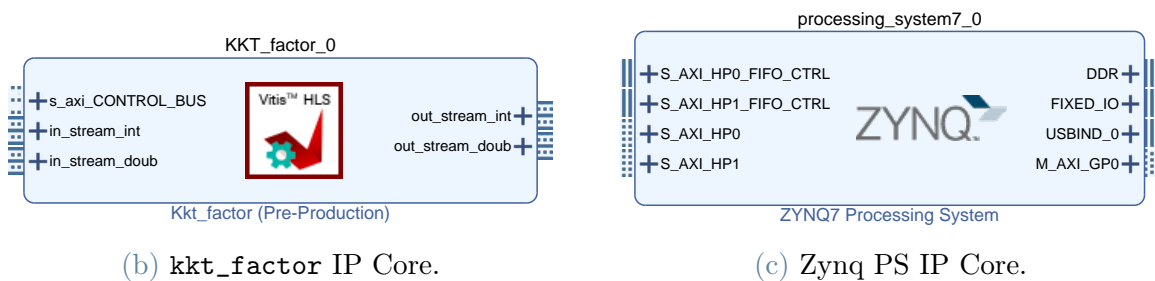 KKT_factor_0
s_axi_CONTROL_BUS
in_stream_int
in_stream_doub
Vitis™ HLS
out_stream_int
out_stream_doub
Kkt_factor (Pre-Production)
(b) kkt_factor IP Core.
processing_system7_0
S_AXI_HP0_FIFO_CTRL
S_AXI_HP1_FIFO_CTRL
S_AXI_HP0
S_AXI_HP1
ZYNQ
DDR
FIXED_IO
USBIND_0
M_AXI_GP0
ZYNQ7 Processing System
(c) Zynq PS IP Core.